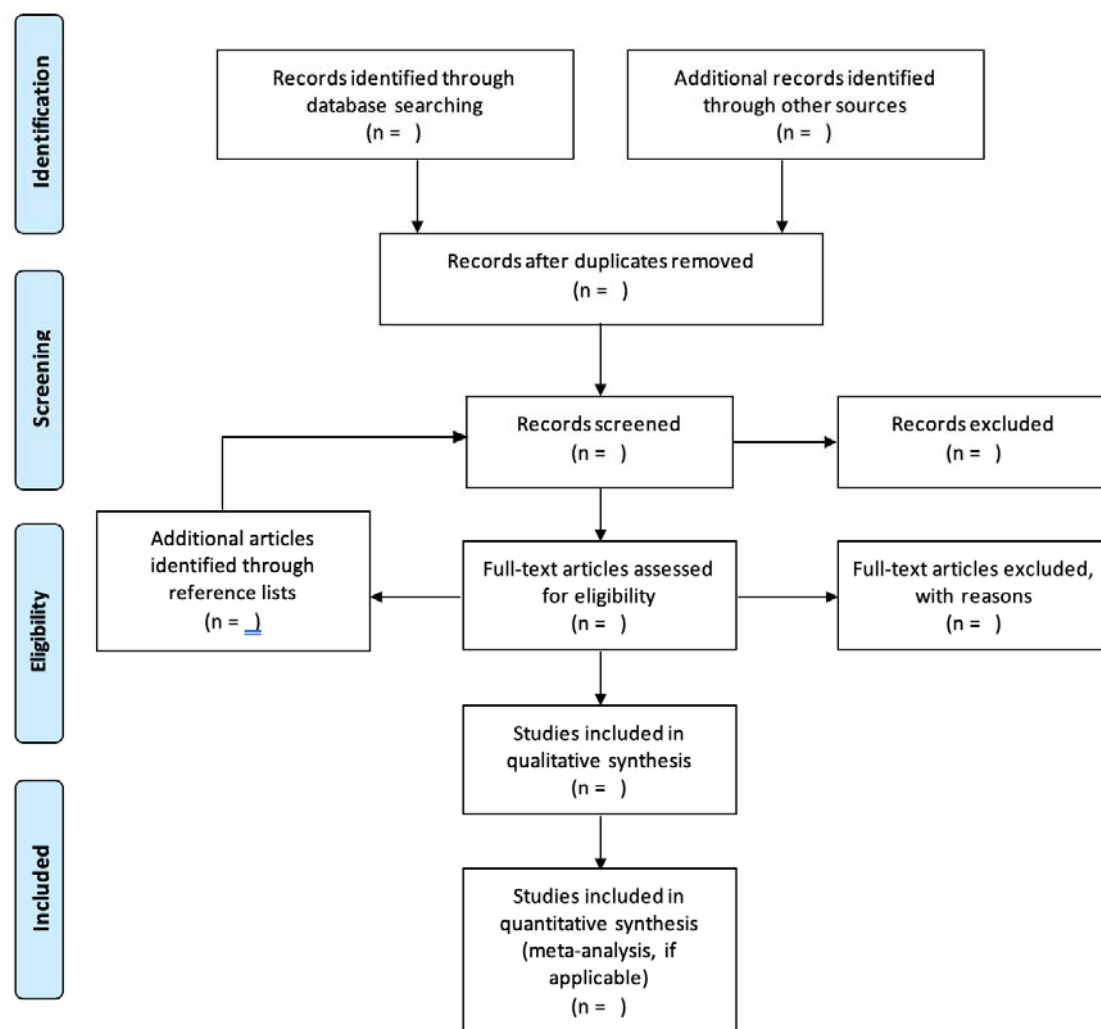 Identification
Records identified through
database searching
(n =   )
Additional records identified
through other sources
(n =   )
Records after duplicates removed
(n =   )
Screening
Records screened
(n =   )
Records excluded
(n =   )
Eligibility
Additional articles
identified through
reference lists
(n =   )
Full-text articles assessed
for eligibility
(n =   )
Full-text articles excluded,
with reasons
(n =   )
Studies included in
qualitative synthesis
(n =   )
Included
Studies included in
quantitative synthesis
(meta-analysis, if
applicable)
(n =   )